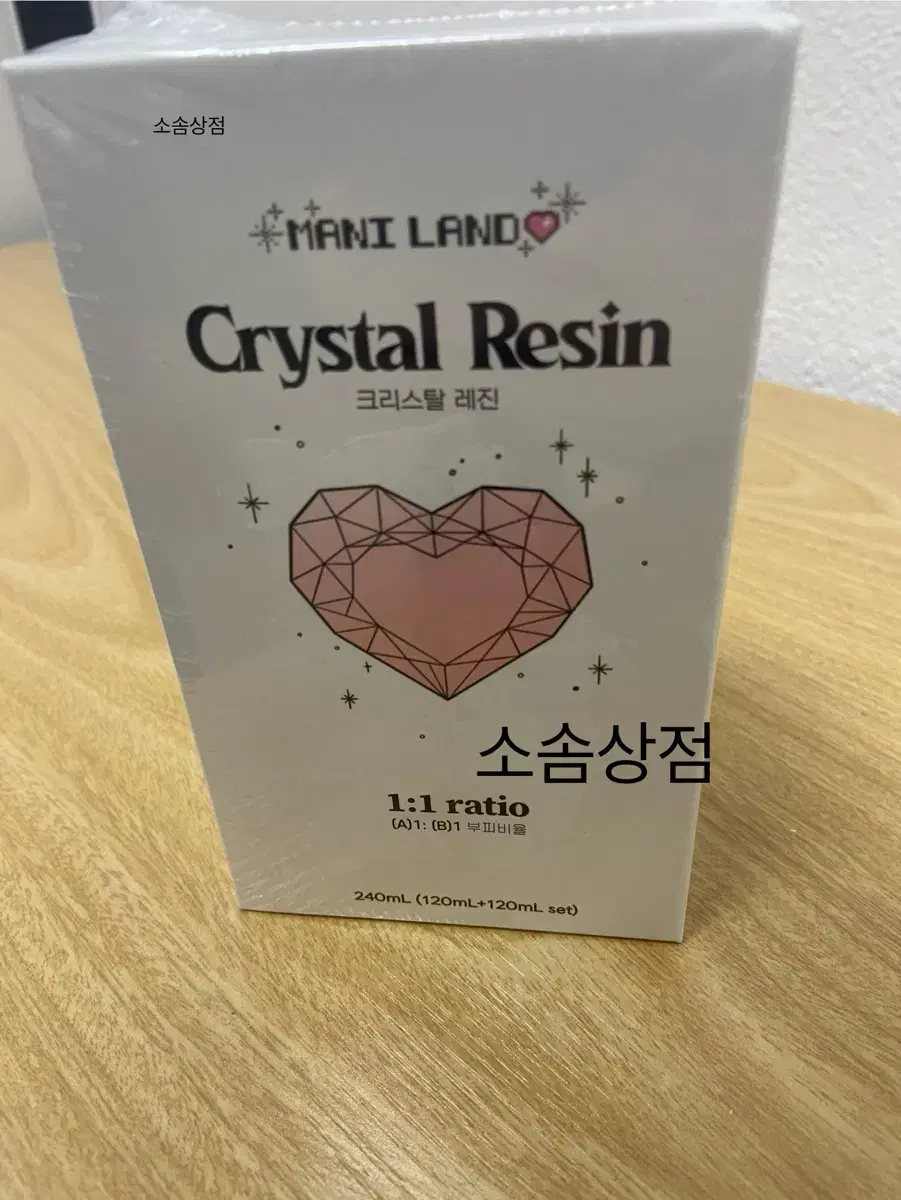 소솜상점
MANI LAND
Crystal Resin
크리스탈 레진
소솜상점
1:1 ratio
(A)1: (B)1 부피비율
240mL (120mL+120mL set)